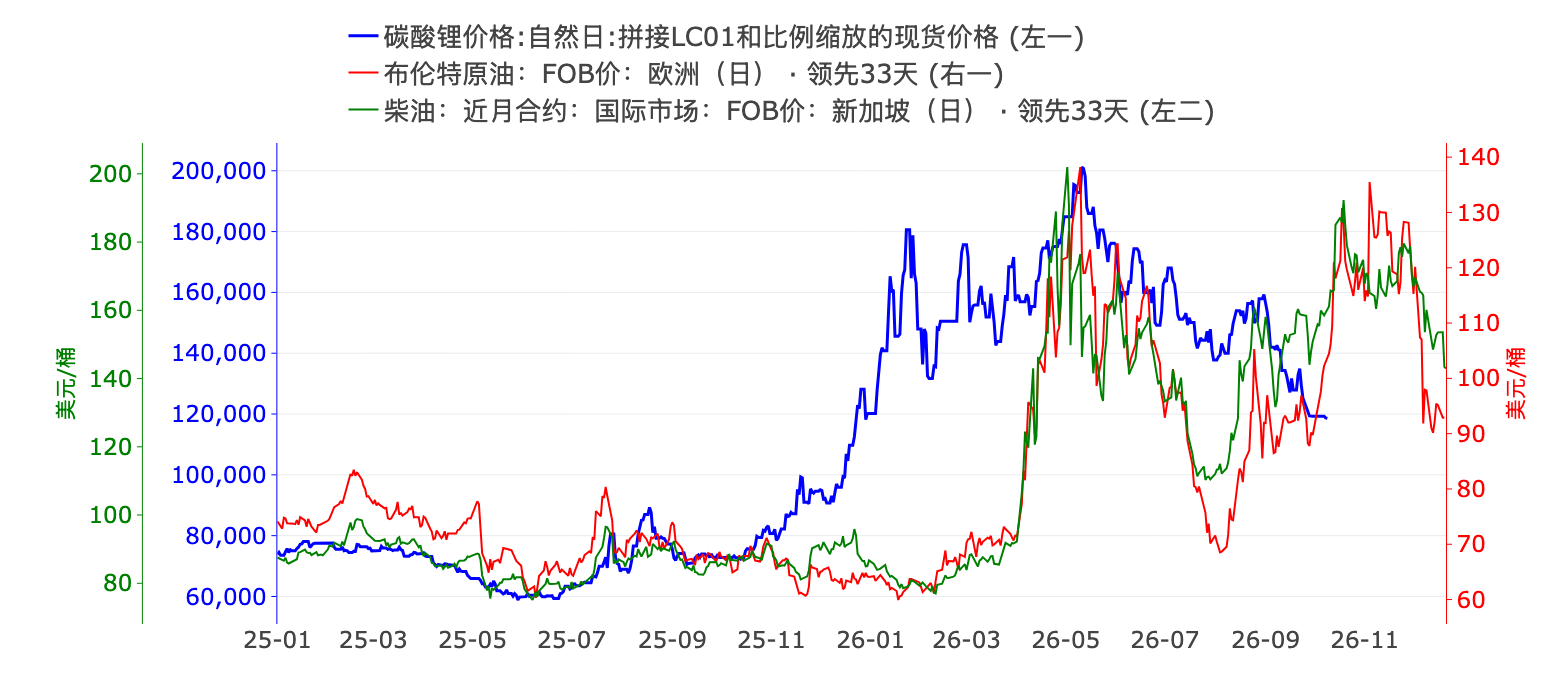 碳酸锂价格:自然日:拼接LC01和比例缩放的现货价格 (左一)
布伦特原油：FOB价：欧洲（日） · 领先33天 (右一)
柴油：近月合约：国际市场：FOB价：新加坡（日） · 领先33天 (左二)
200 200,000 140
180 180,000 130
160 160,000 120
140 140,000 110
120 120,000 100
100 100,000 90
80 80,000 80
60,000 70
60
美元/桶
美元/桶
25-01 25-03 25-05 25-07 25-09 25-11 26-01 26-03 26-05 26-07 26-09 26-11